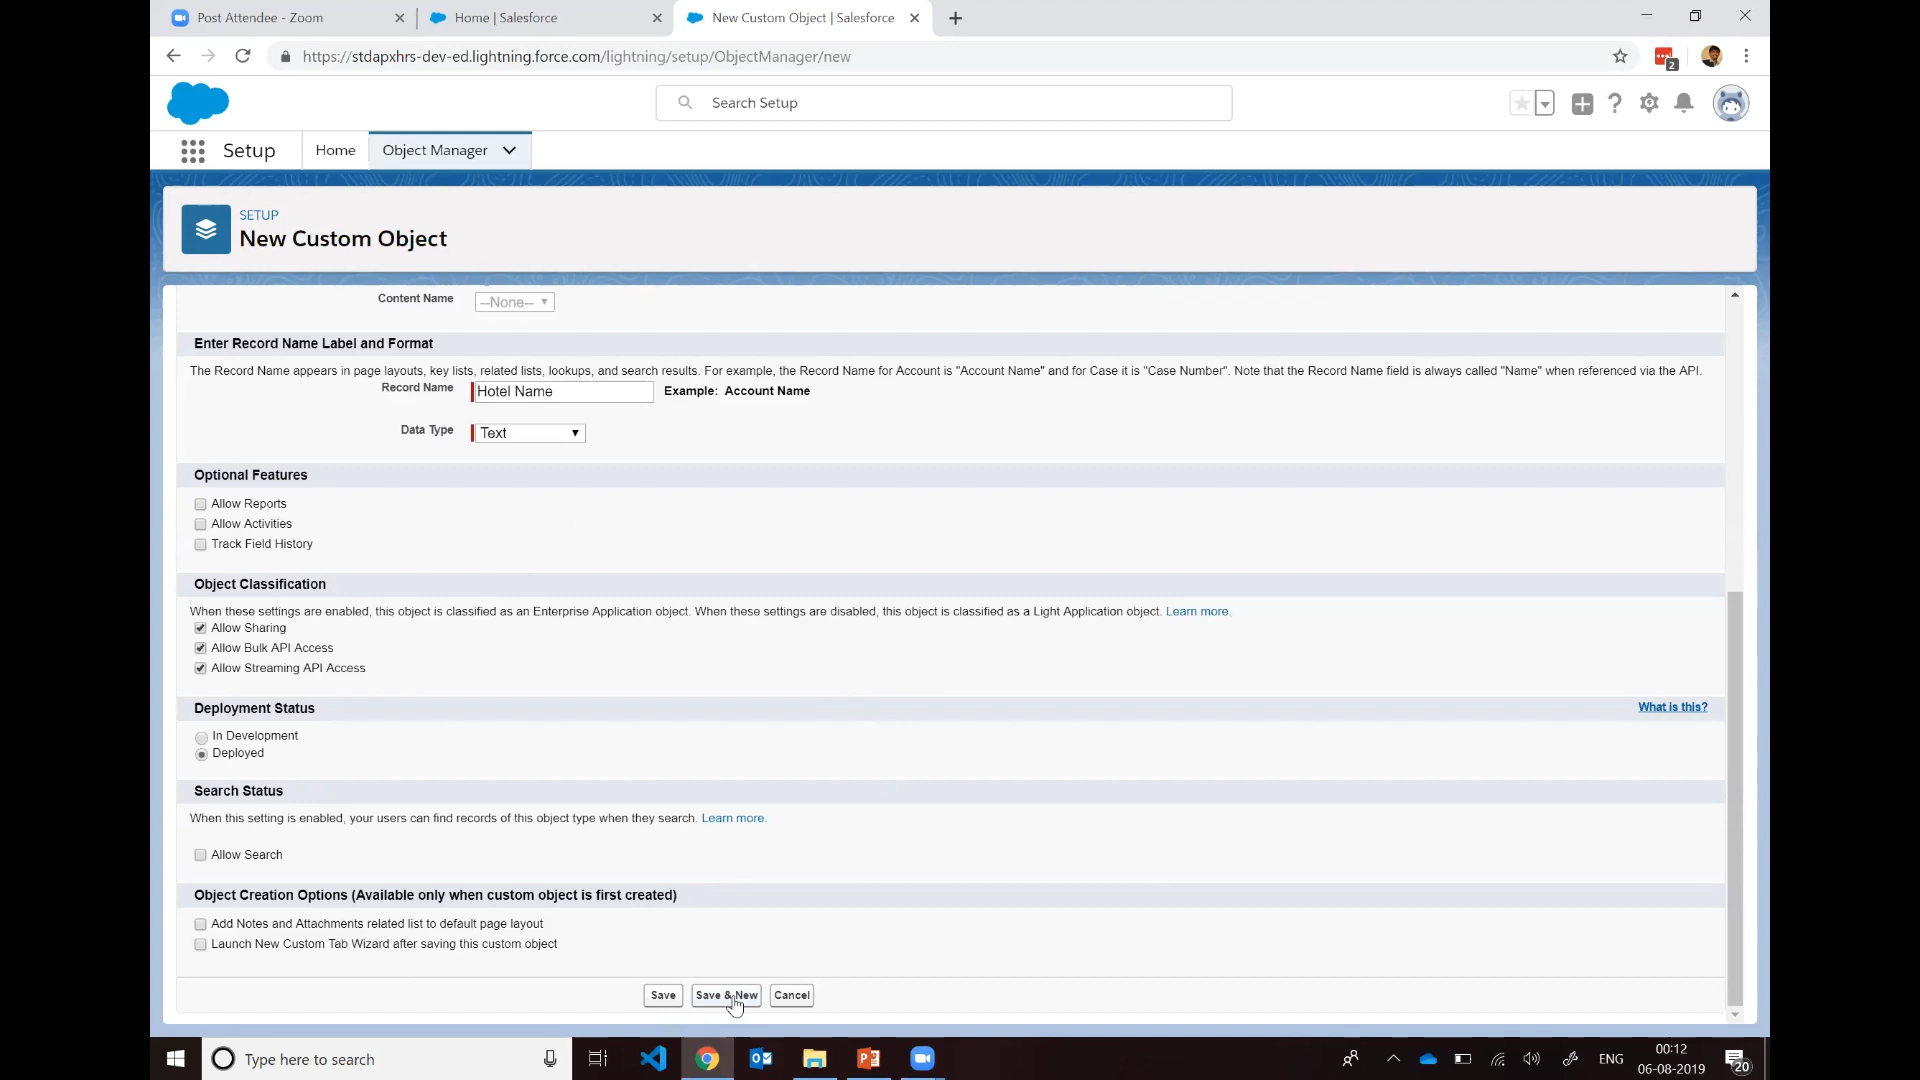 Post Attendee - Zoom
Home | Salesforce
New Custom Object | Salesforce
https://stdapxhrs-dev-ed.lightning.force.com/lightning/setup/ObjectManager/new
2
Search Setup
Setup
Home
Object Manager
SETUP
New Custom Object
Content Name
--None--
Enter Record Name Label and Format
The Record Name appears in page layouts, key lists, related lists, lookups, and search results. For example, the Record Name for Account is "Account Name" and for Case it is "Case Number". Note that the Record Name field is always called "Name" when referenced via the API.
Record Name
Hotel Name
Example: Account Name
Data Type
Text
Optional Features
Allow Reports
Allow Activities
Track Field History
Object Classification
When these settings are enabled, this object is classified as an Enterprise Application object. When these settings are disabled, this object is classified as a Light Application object. Learn more.
Allow Sharing
Allow Bulk API Access
Allow Streaming API Access
Deployment Status
What is this?
In Development
Deployed
Search Status
When this setting is enabled, your users can find records of this object type when they search. Learn more.
Allow Search
Object Creation Options (Available only when custom object is first created)
Add Notes and Attachments related list to default page layout
Launch New Custom Tab Wizard after saving this custom object
Save
Save & New
Cancel
Type here to search
ENG
00:12
06-08-2019
20